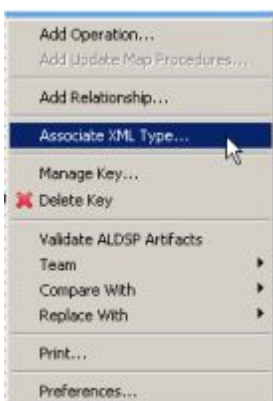 Add Operation...
Add Update Map Procedures...
Add Relationship...
Associate XML Type...
Manage Key...
Delete Key
Validate ALDSP Artifacts
Team
Compare With
Replace With
Print...
Preferences...